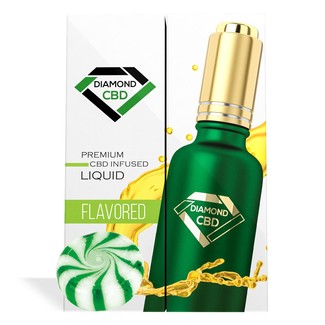 DIAMOND
CBD
PREMIUM
CBD INFUSED
LIQUID
FLAVORED
DIAMOND
CBD